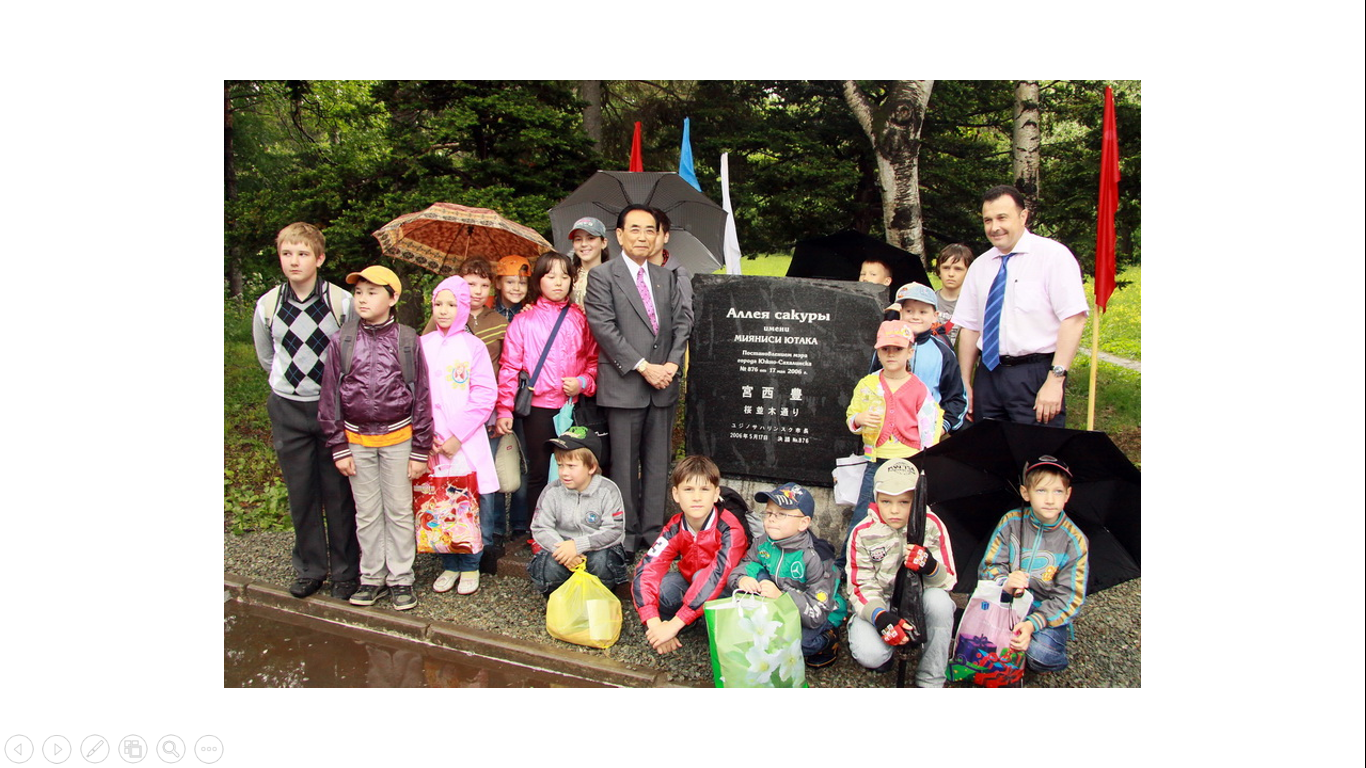 Аллея сакуры
имени
МИЯНИСИ ЮТАКА
Постановлением мэра
города Южно-Сахалинска
№ 876 от 17 мая 2006 г.
宮 西 豊
桜 並 木 通 り
ユジノサハリンスク市長
2006年5月17日 決議 №876
3